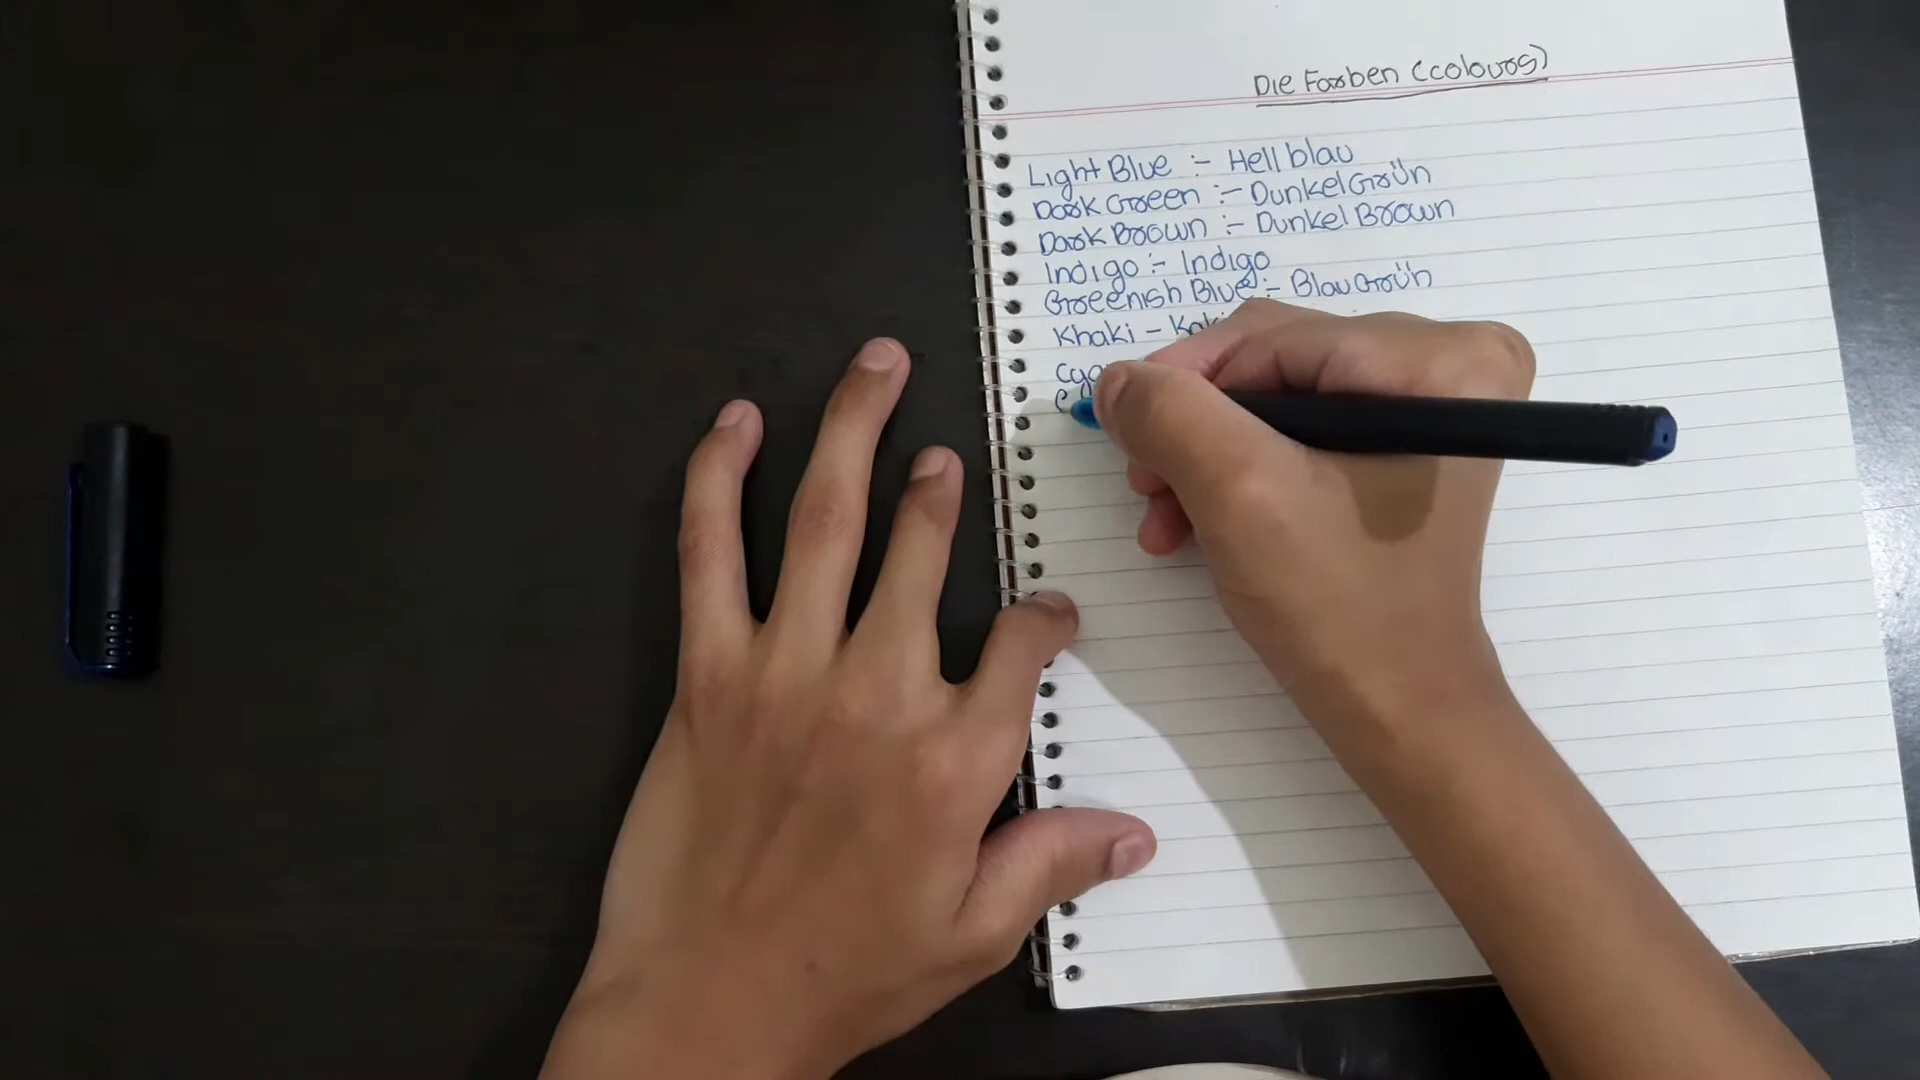 Die Farben (colours)
Light Blue :- Hell blau
Dark Green :- Dunkel Grün
Dark Brown :- Dunkel Brown
Indigo :- Indigo
Greenish Blue :- Blau Grün
Khaki -